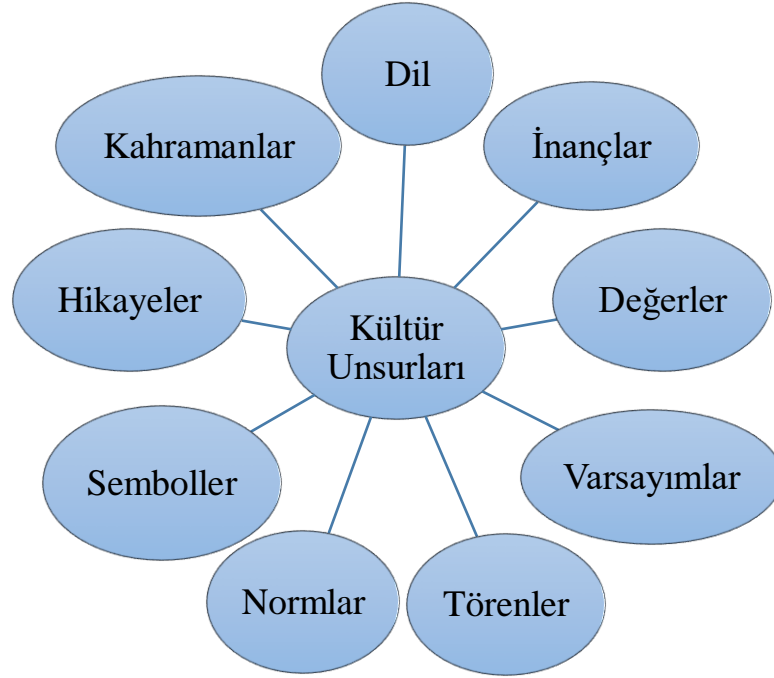 Dil
İnançlar
Değerler
Varsayımlar
Törenler
Normlar
Semboller
Hikayeler
Kahramanlar
Kültür
Unsurları